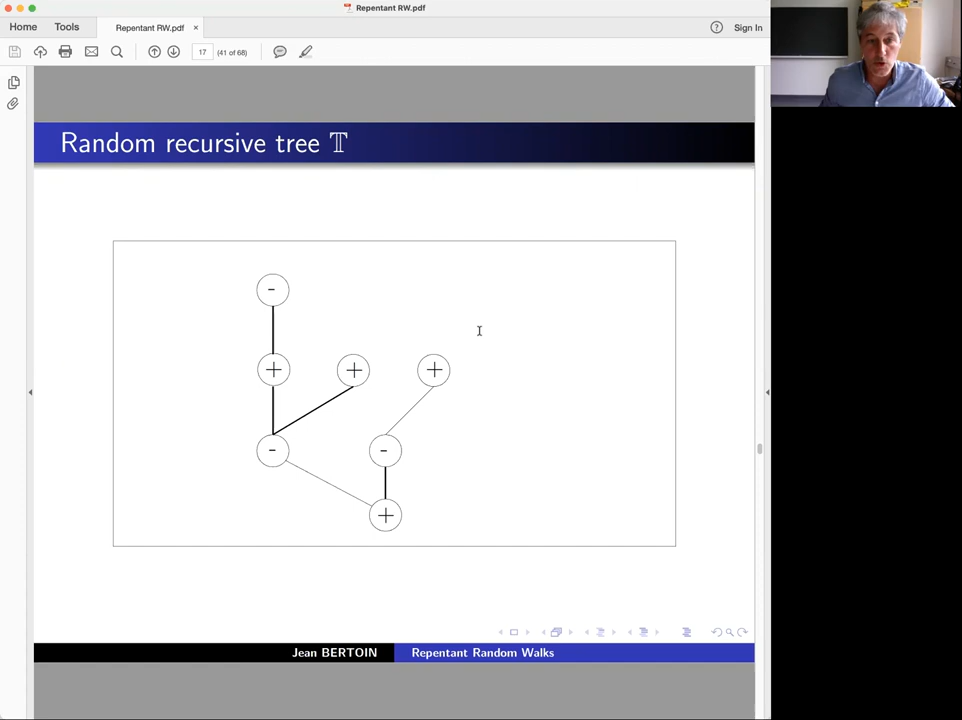 Repentant RW.pdf
Home Tools Repentant RW.pdf × ? Sign In
17 (41 of 68)
Random recursive tree 𝕋
-
+ + +
- -
+
Jean BERTOIN Repentant Random Walks